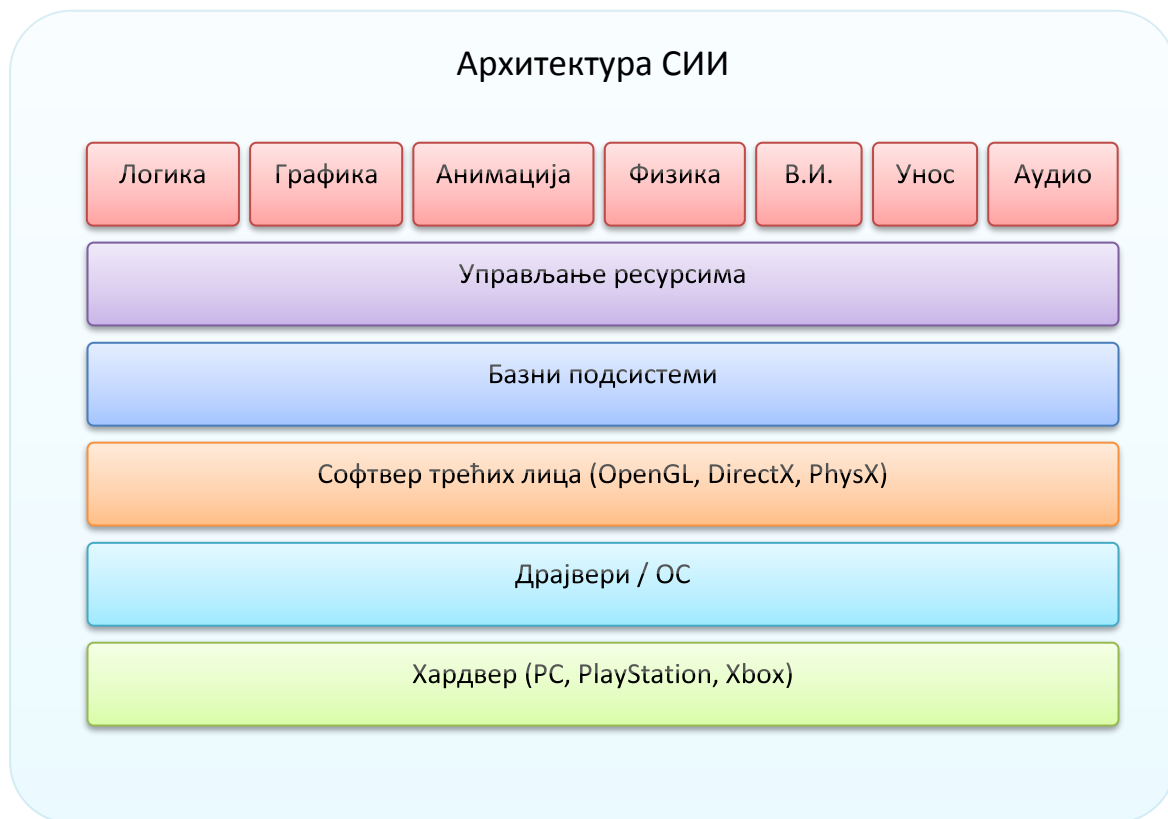 Архитектура СИИ
Логика Графика Анимација Физика В.И. Унос Аудио
Управљање ресурсима
Базни подсистеми
Софтвер трећих лица (OpenGL, DirectX, PhysX)
Драјвери / ОС
Хардвер (PC, PlayStation, Xbox)